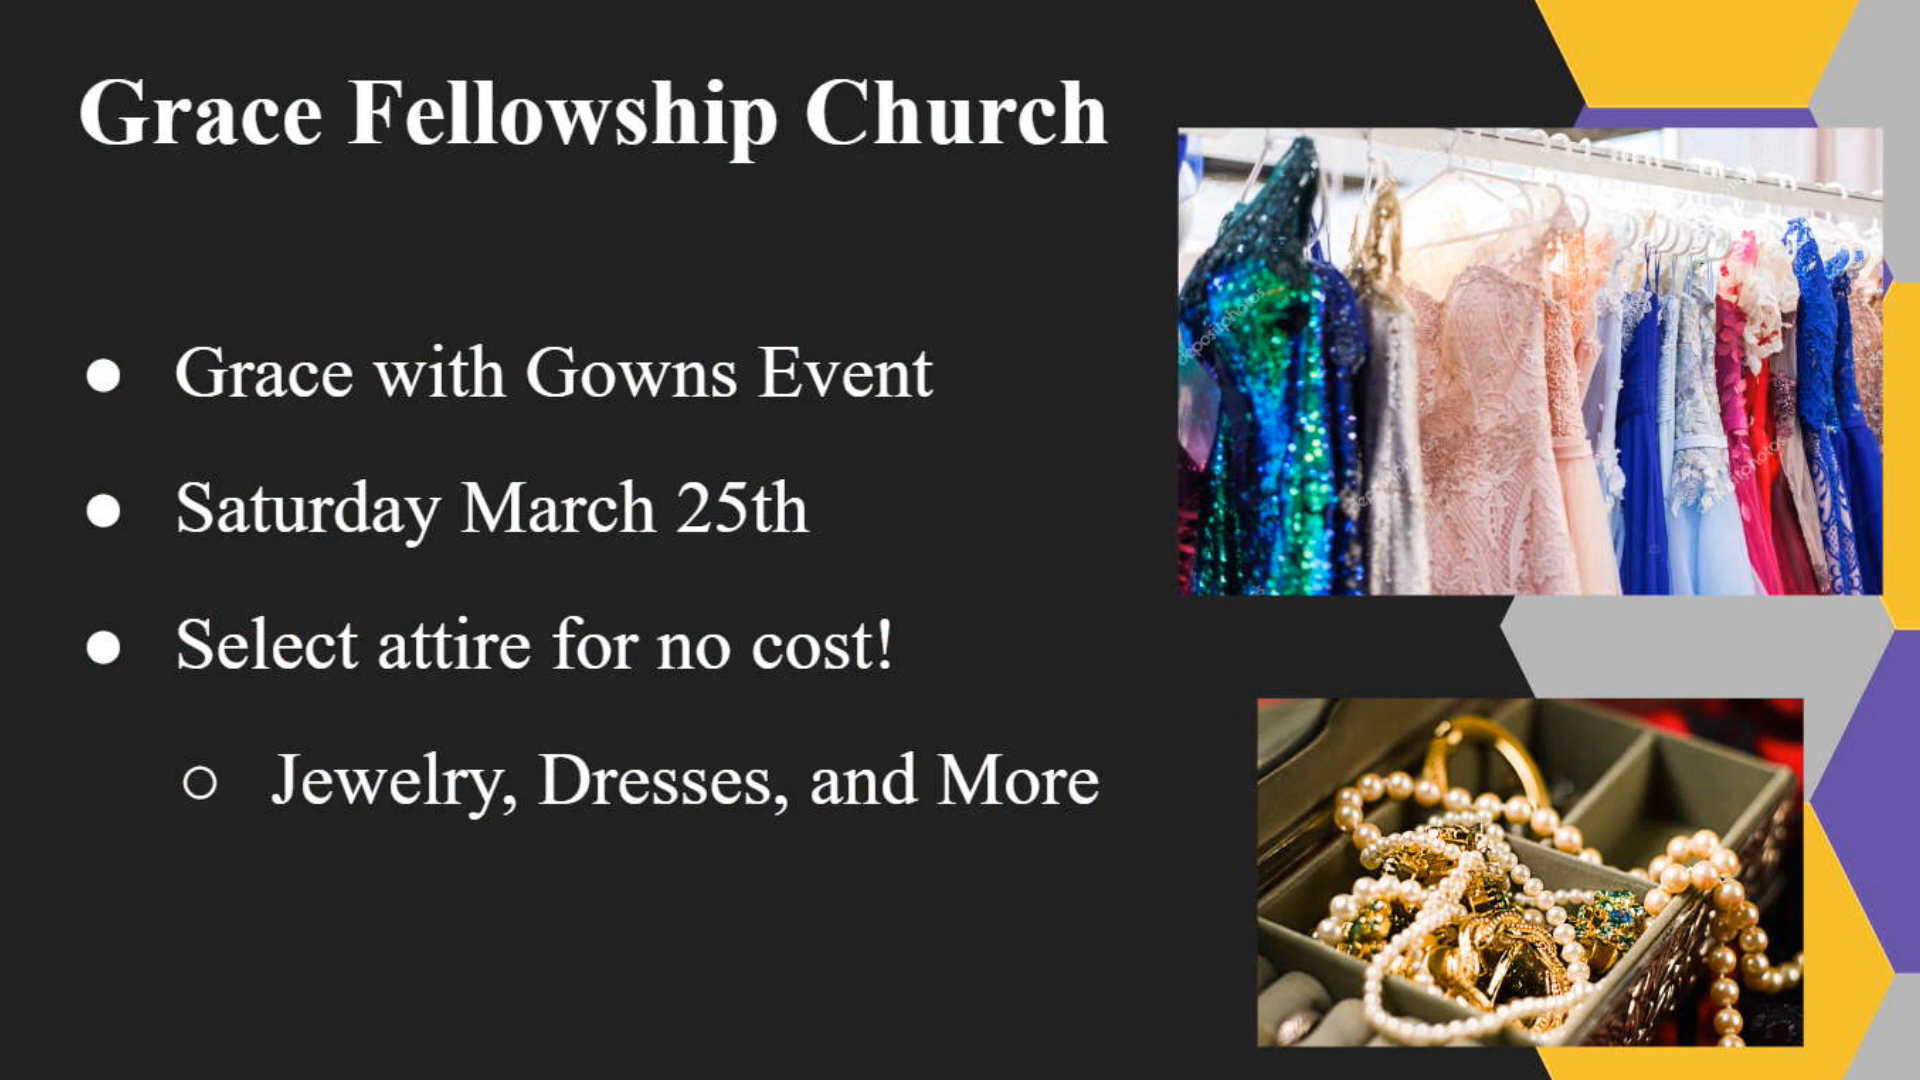 Grace Fellowship Church
● Grace with Gowns Event
● Saturday March 25th
● Select attire for no cost!
○ Jewelry, Dresses, and More
depositphotos